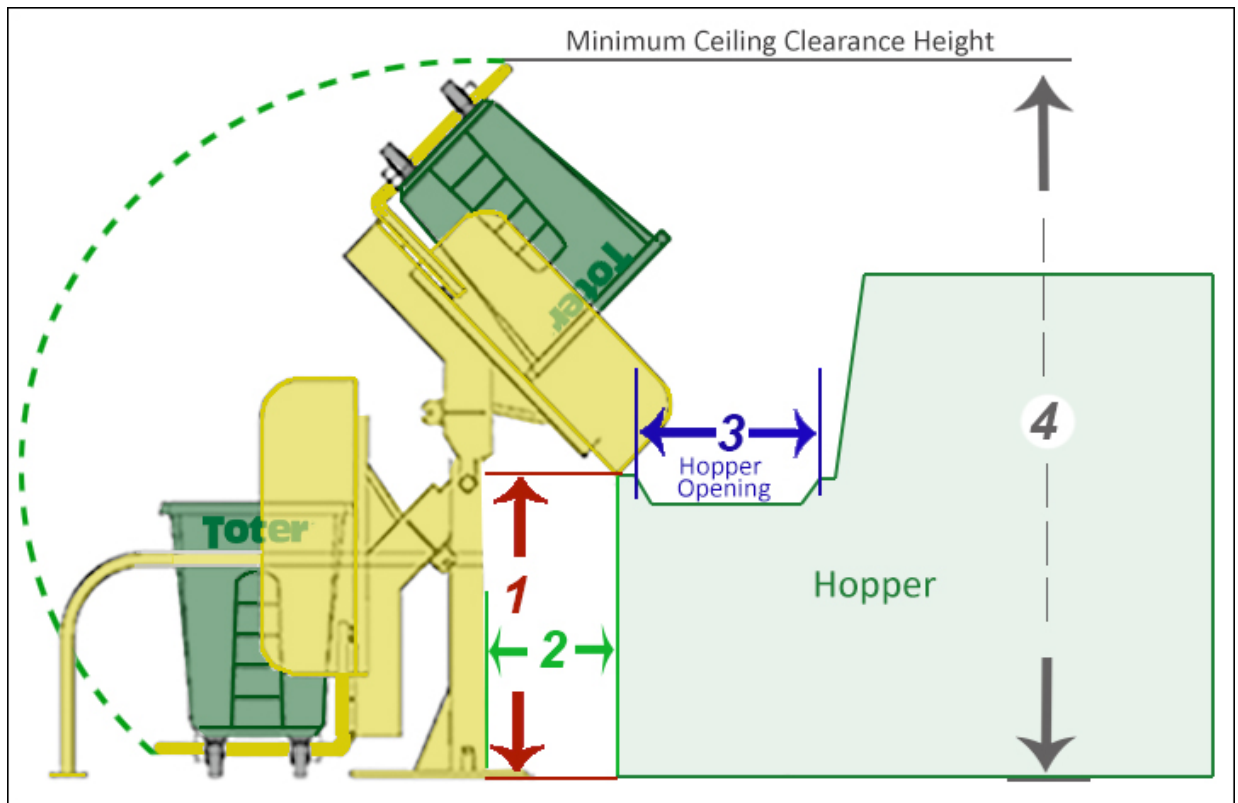 Minimum Ceiling Clearance Height
Toter
4
3
Hopper
Opening
Toter
1
Hopper
2